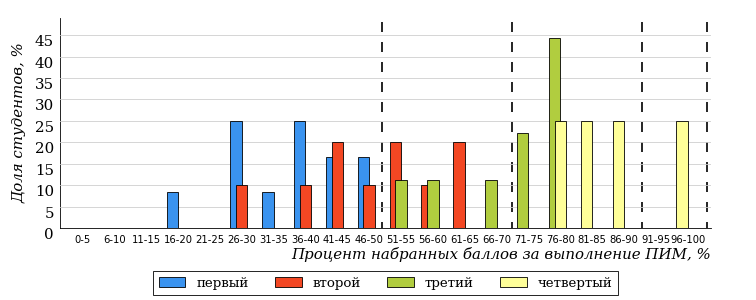 Доля студентов, %
45
40
35
30
25
20
15
10
5
0
0-5 6-10 11-15 16-20 21-25 26-30 31-35 36-40 41-45 46-50 51-55 56-60 61-65 66-70 71-75 76-80 81-85 86-90 91-95 96-100
Процент набранных баллов за выполнение ПИМ, %
первый второй третий четвертый